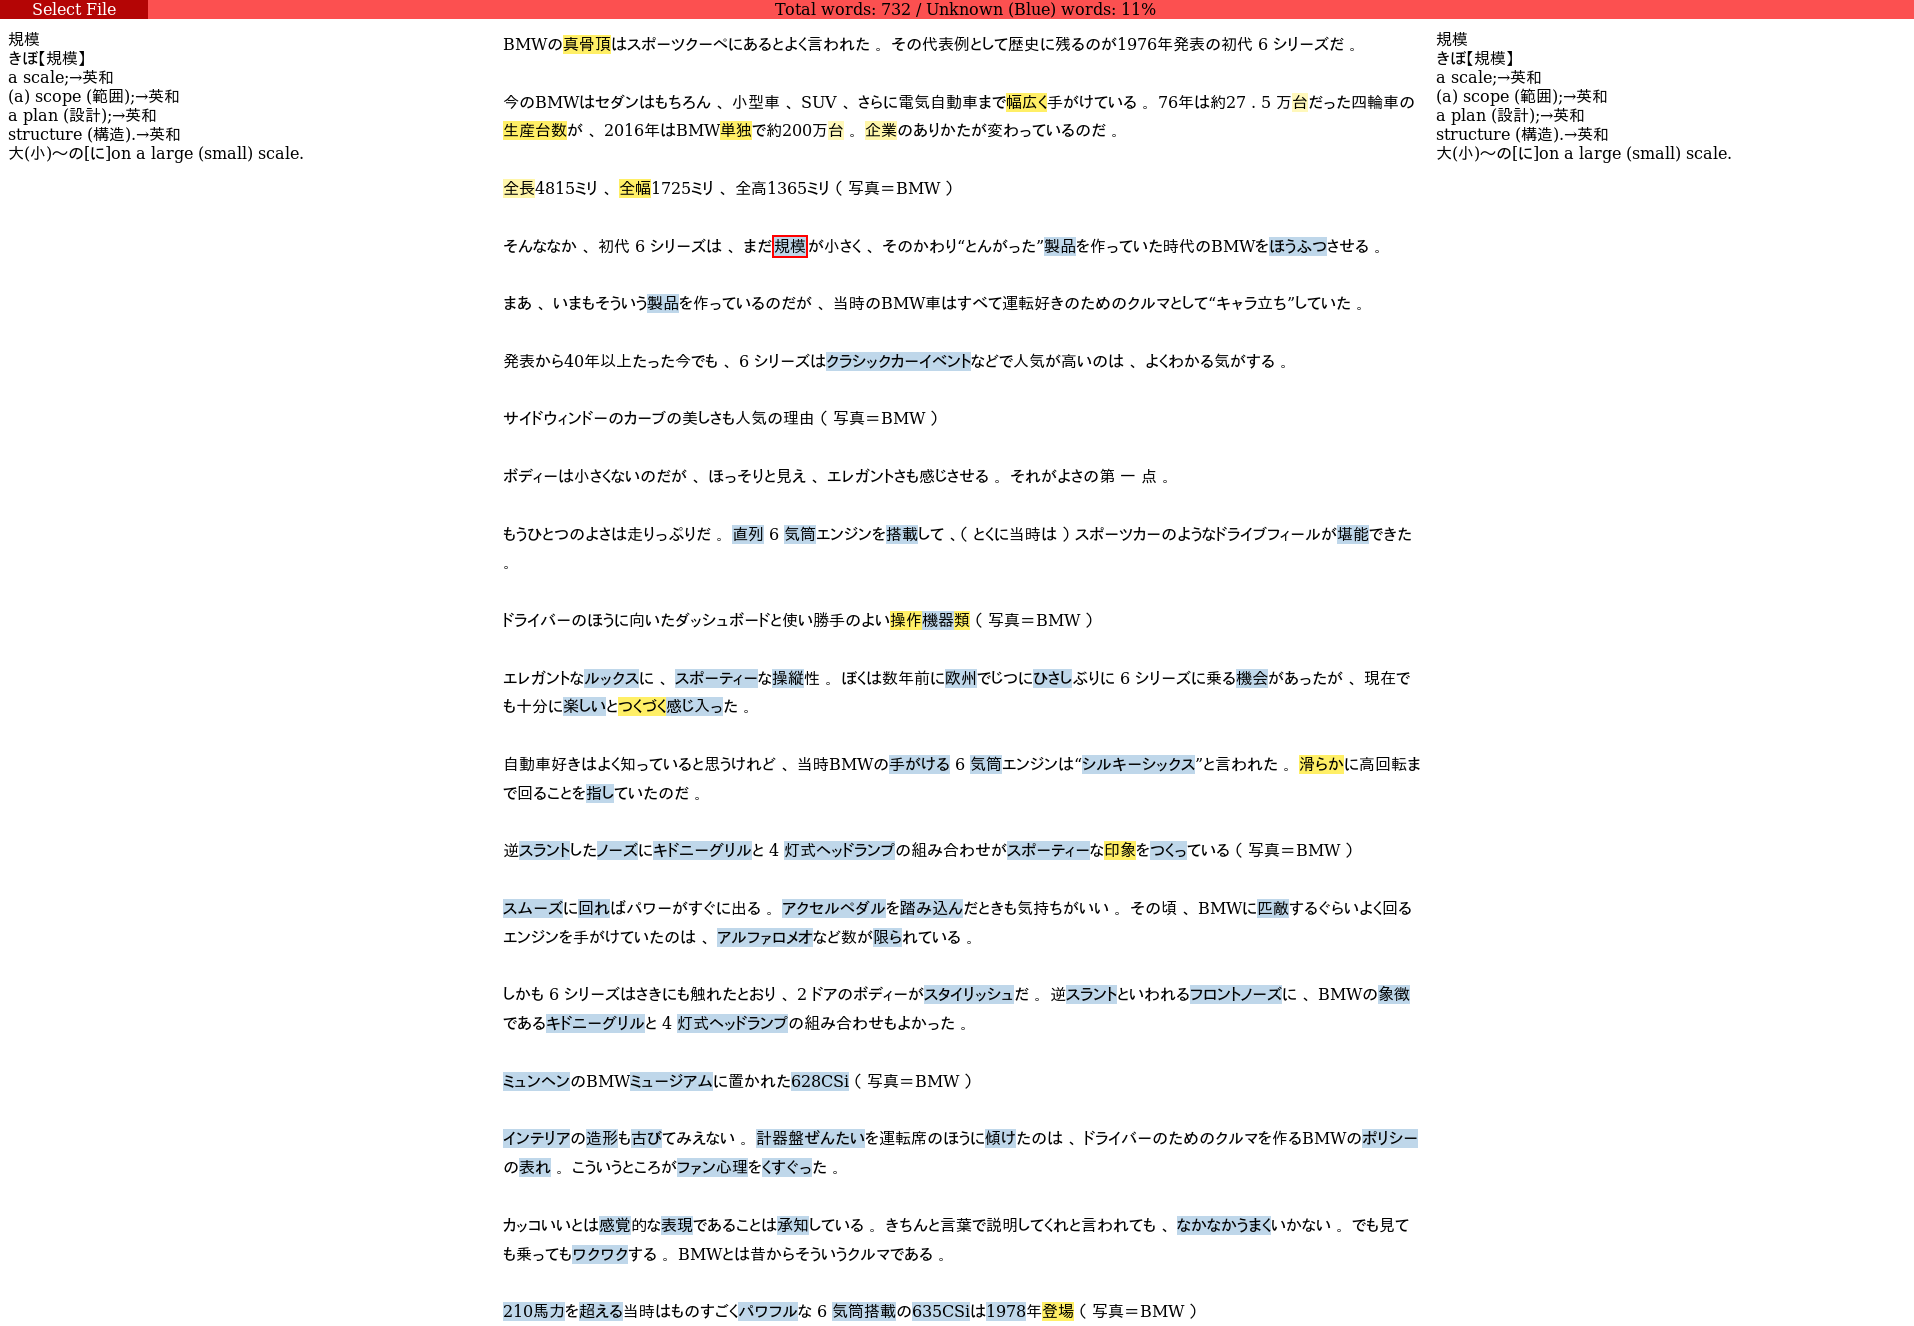 Select File
Total words: 732 / Unknown (Blue) words: 11%
規模
きぼ【規模】
a scale;→英和
(a) scope (範囲);→英和
a plan (設計);→英和
structure (構造).→英和
大(小)〜の[に]on a large (small) scale.
BMWの真骨頂はスポーツクーペにあるとよく言われた 。その代表例として歴史に残るのが1976年発表の初代 6 シリーズだ 。
今のBMWはセダンはもちろん 、小型車 、SUV 、さらに電気自動車まで幅広く手がけている 。76年は約27 . 5 万台だった四輪車の
生産台数が 、2016年はBMW単独で約200万台 。企業のありかたが変わっているのだ 。
全長4815ミリ 、全幅1725ミリ 、全高1365ミリ ( 写真＝BMW )
そんななか 、初代 6 シリーズは 、まだ規模が小さく 、そのかわり“とんがった”製品を作っていた時代のBMWをほうふつさせる 。
まあ 、いまもそういう製品を作っているのだが 、当時のBMW車はすべて運転好きのためのクルマとして“キャラ立ち”していた 。
発表から40年以上たった今でも 、6 シリーズはクラシックカーイベントなどで人気が高いのは 、よくわかる気がする 。
サイドウィンドーのカーブの美しさも人気の理由 ( 写真＝BMW )
ボディーは小さくないのだが 、ほっそりと見え 、エレガントさも感じさせる 。それがよさの第 一 点 。
もうひとつのよさは走りっぷりだ 。直列 6 気筒エンジンを搭載して 、( とくに当時は ) スポーツカーのようなドライブフィールが堪能できた
。
ドライバーのほうに向いたダッシュボードと使い勝手のよい操作機器類 ( 写真＝BMW )
エレガントなルックスに 、スポーティーな操縦性 。ぼくは数年前に欧州でじつにひさしぶりに 6 シリーズに乗る機会があったが 、現在で
も十分に楽しいとつくづく感じ入った 。
自動車好きはよく知っていると思うけれど 、当時BMWの手がける 6 気筒エンジンは“シルキーシックス”と言われた 。滑らかに高回転ま
で回ることを指していたのだ 。
逆スラントしたノーズにキドニーグリルと 4 灯式ヘッドランプの組み合わせがスポーティーな印象をつくっている ( 写真＝BMW )
スムーズに回ればパワーがすぐに出る 。アクセルペダルを踏み込んだときも気持ちがいい 。その頃 、BMWに匹敵するぐらいよく回る
エンジンを手がけていたのは 、アルファロメオなど数が限られている 。
しかも 6 シリーズはさきにも触れたとおり 、2 ドアのボディーがスタイリッシュだ 。逆スラントといわれるフロントノーズに 、BMWの象徴
であるキドニーグリルと 4 灯式ヘッドランプの組み合わせもよかった 。
ミュンヘンのBMWミュージアムに置かれた628CSi ( 写真＝BMW )
インテリアの造形も古びてみえない 。計器盤ぜんたいを運転席のほうに傾けたのは 、ドライバーのためのクルマを作るBMWのポリシー
の表れ 。こういうところがファン心理をくすぐった 。
カッコいいとは感覚的な表現であることは承知している 。きちんと言葉で説明してくれと言われても 、なかなかうまくいかない 。でも見て
も乗ってもワクワクする 。BMWとは昔からそういうクルマである 。
210馬力を超える当時はものすごくパワフルな 6 気筒搭載の635CSiは1978年登場 ( 写真＝BMW )
規模
きぼ【規模】
a scale;→英和
(a) scope (範囲);→英和
a plan (設計);→英和
structure (構造).→英和
大(小)〜の[に]on a large (small) scale.